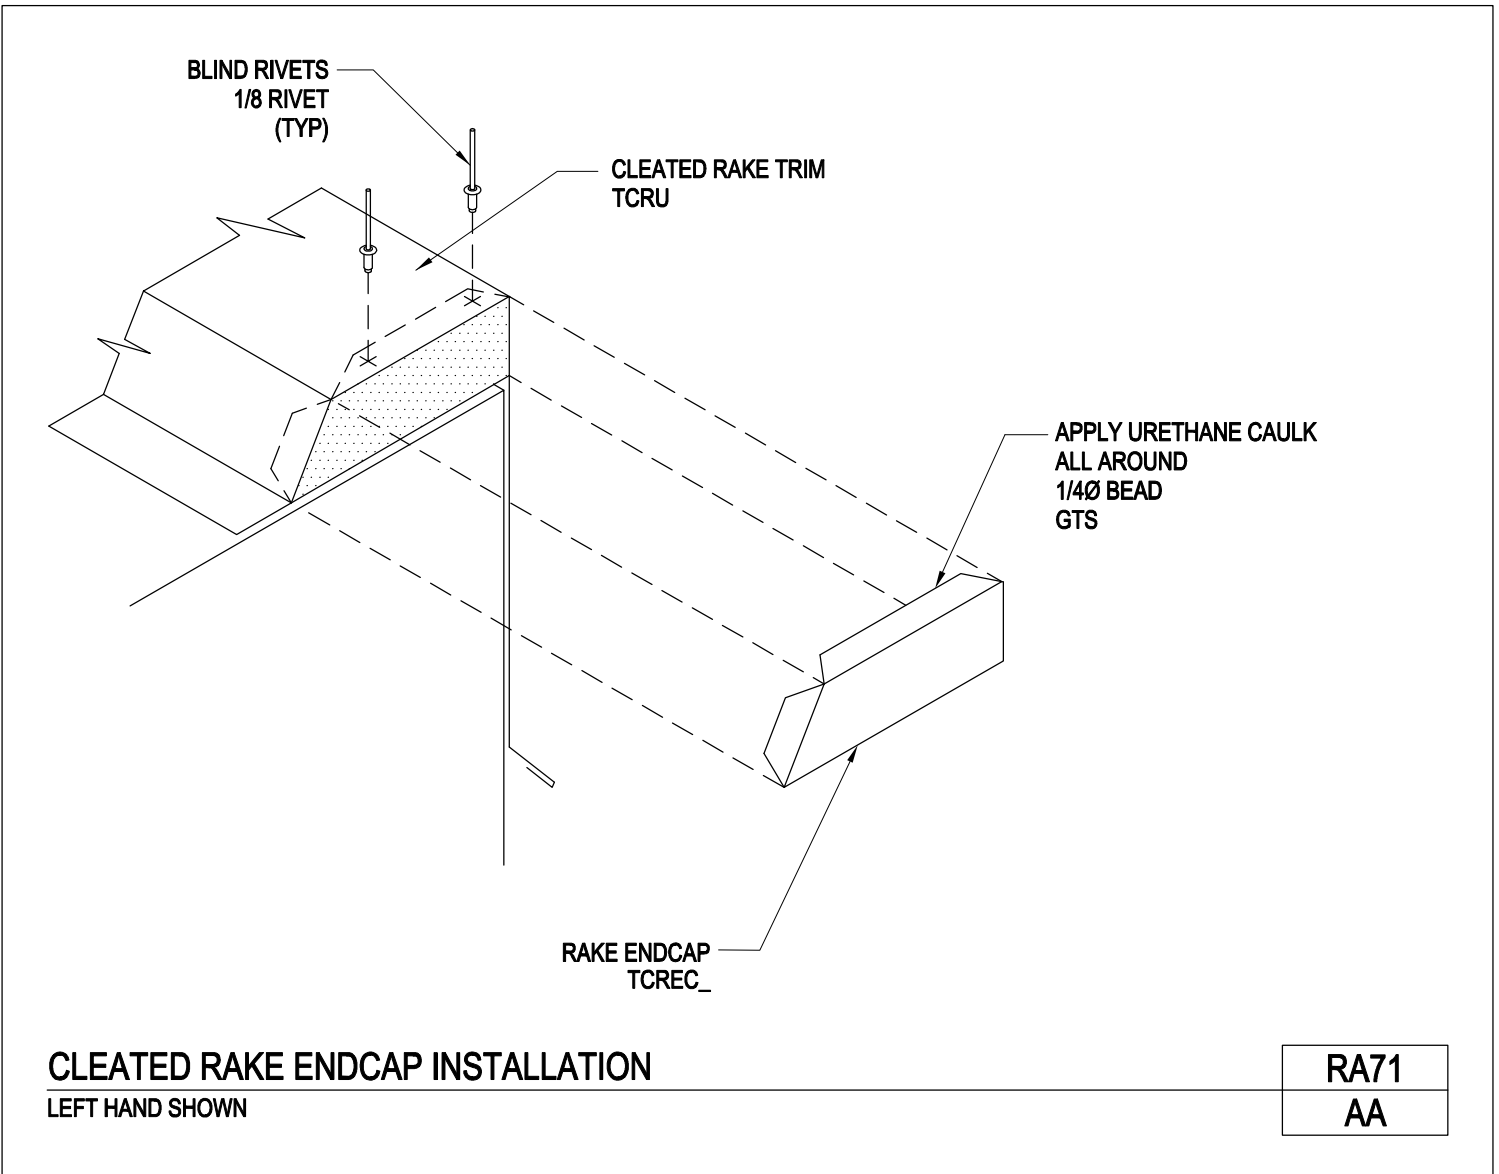 BLIND RIVETS
1/8 RIVET
(TYP)
CLEATED RAKE TRIM
TCRU
APPLY URETHANE CAULK
ALL AROUND
1/4Ø BEAD
GTS
RAKE ENDCAP
TCREC_
CLEATED RAKE ENDCAP INSTALLATION
LEFT HAND SHOWN
RA71
AA